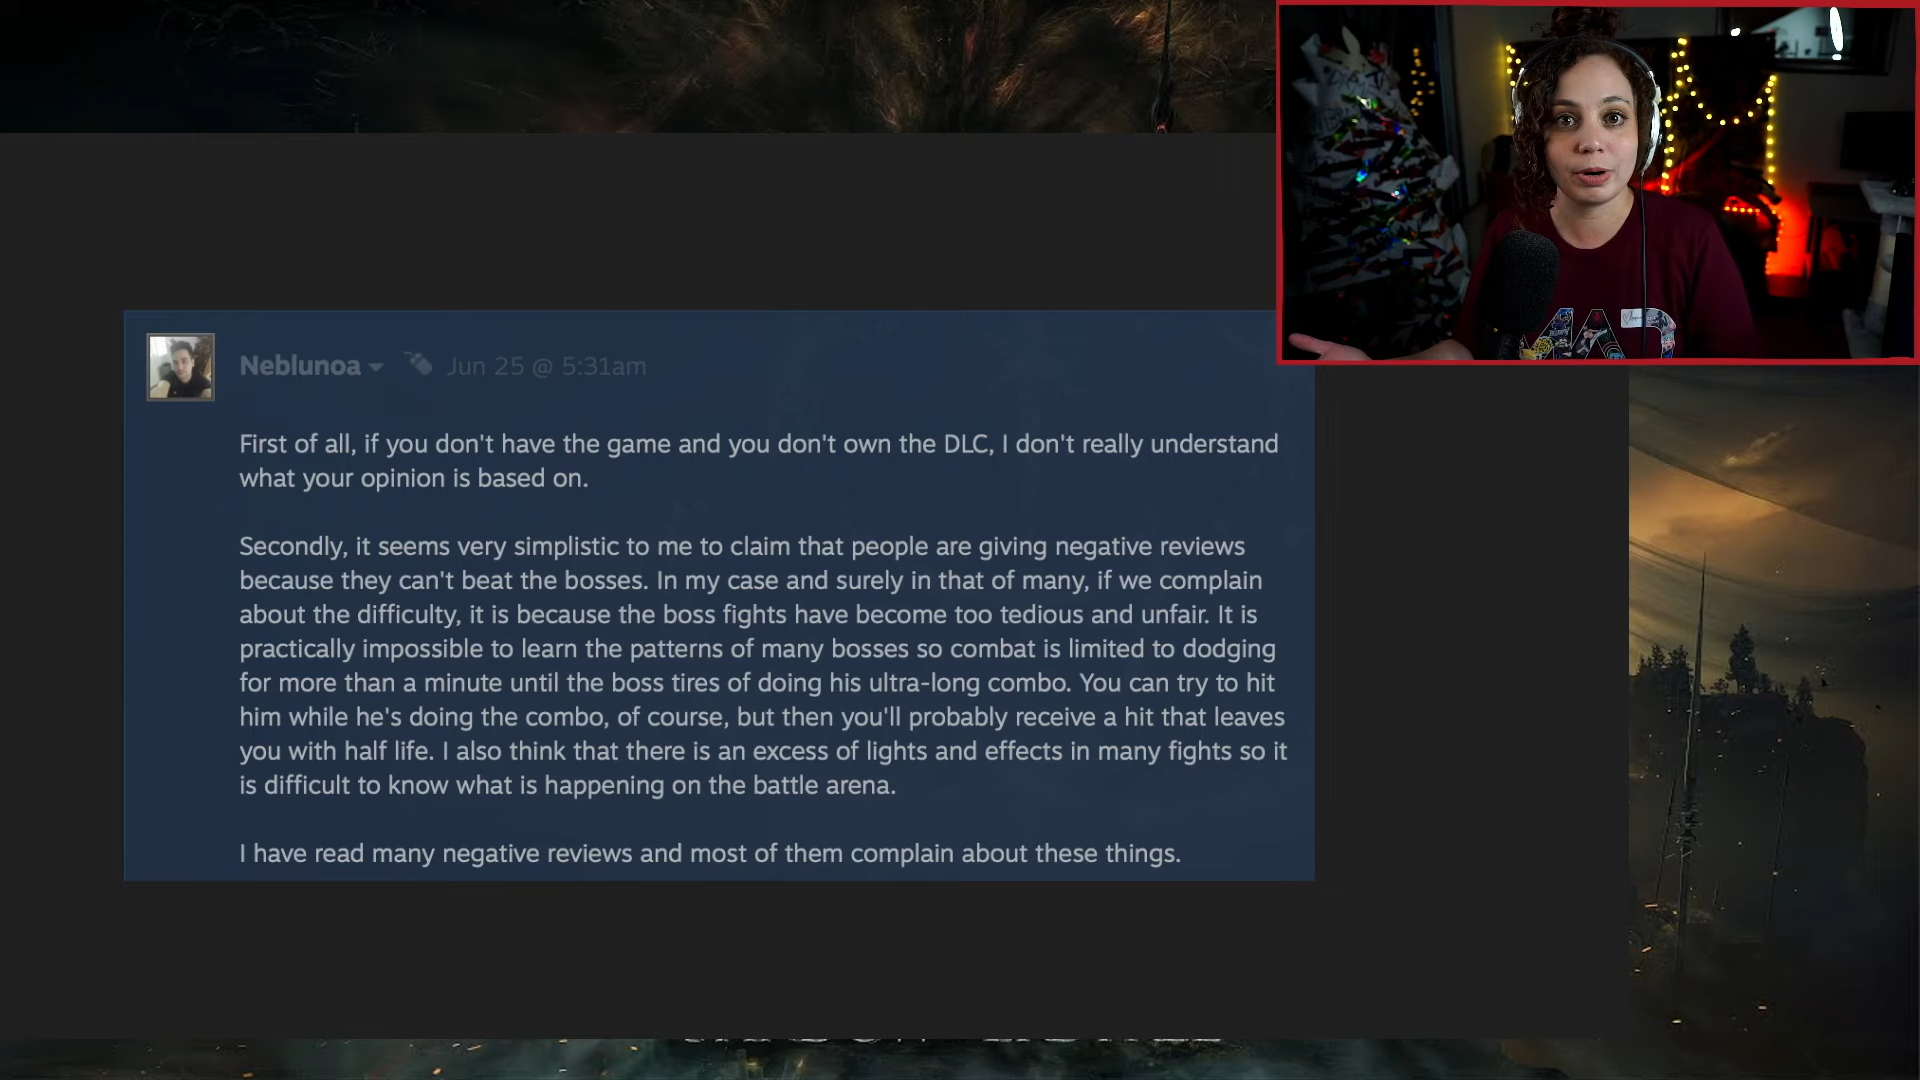 Neblunoa
Jun 25 @ 5:31am
First of all, if you don't have the game and you don't own the DLC, I don't really understand
what your opinion is based on.
Secondly, it seems very simplistic to me to claim that people are giving negative reviews
because they can't beat the bosses. In my case and surely in that of many, if we complain
about the difficulty, it is because the boss fights have become too tedious and unfair. It is
practically impossible to learn the patterns of many bosses so combat is limited to dodging
for more than a minute until the boss tires of doing his ultra-long combo. You can try to hit
him while he's doing the combo, of course, but then you'll probably receive a hit that leaves
you with half life. I also think that there is an excess of lights and effects in many fights so it
is difficult to know what is happening on the battle arena.
I have read many negative reviews and most of them complain about these things.